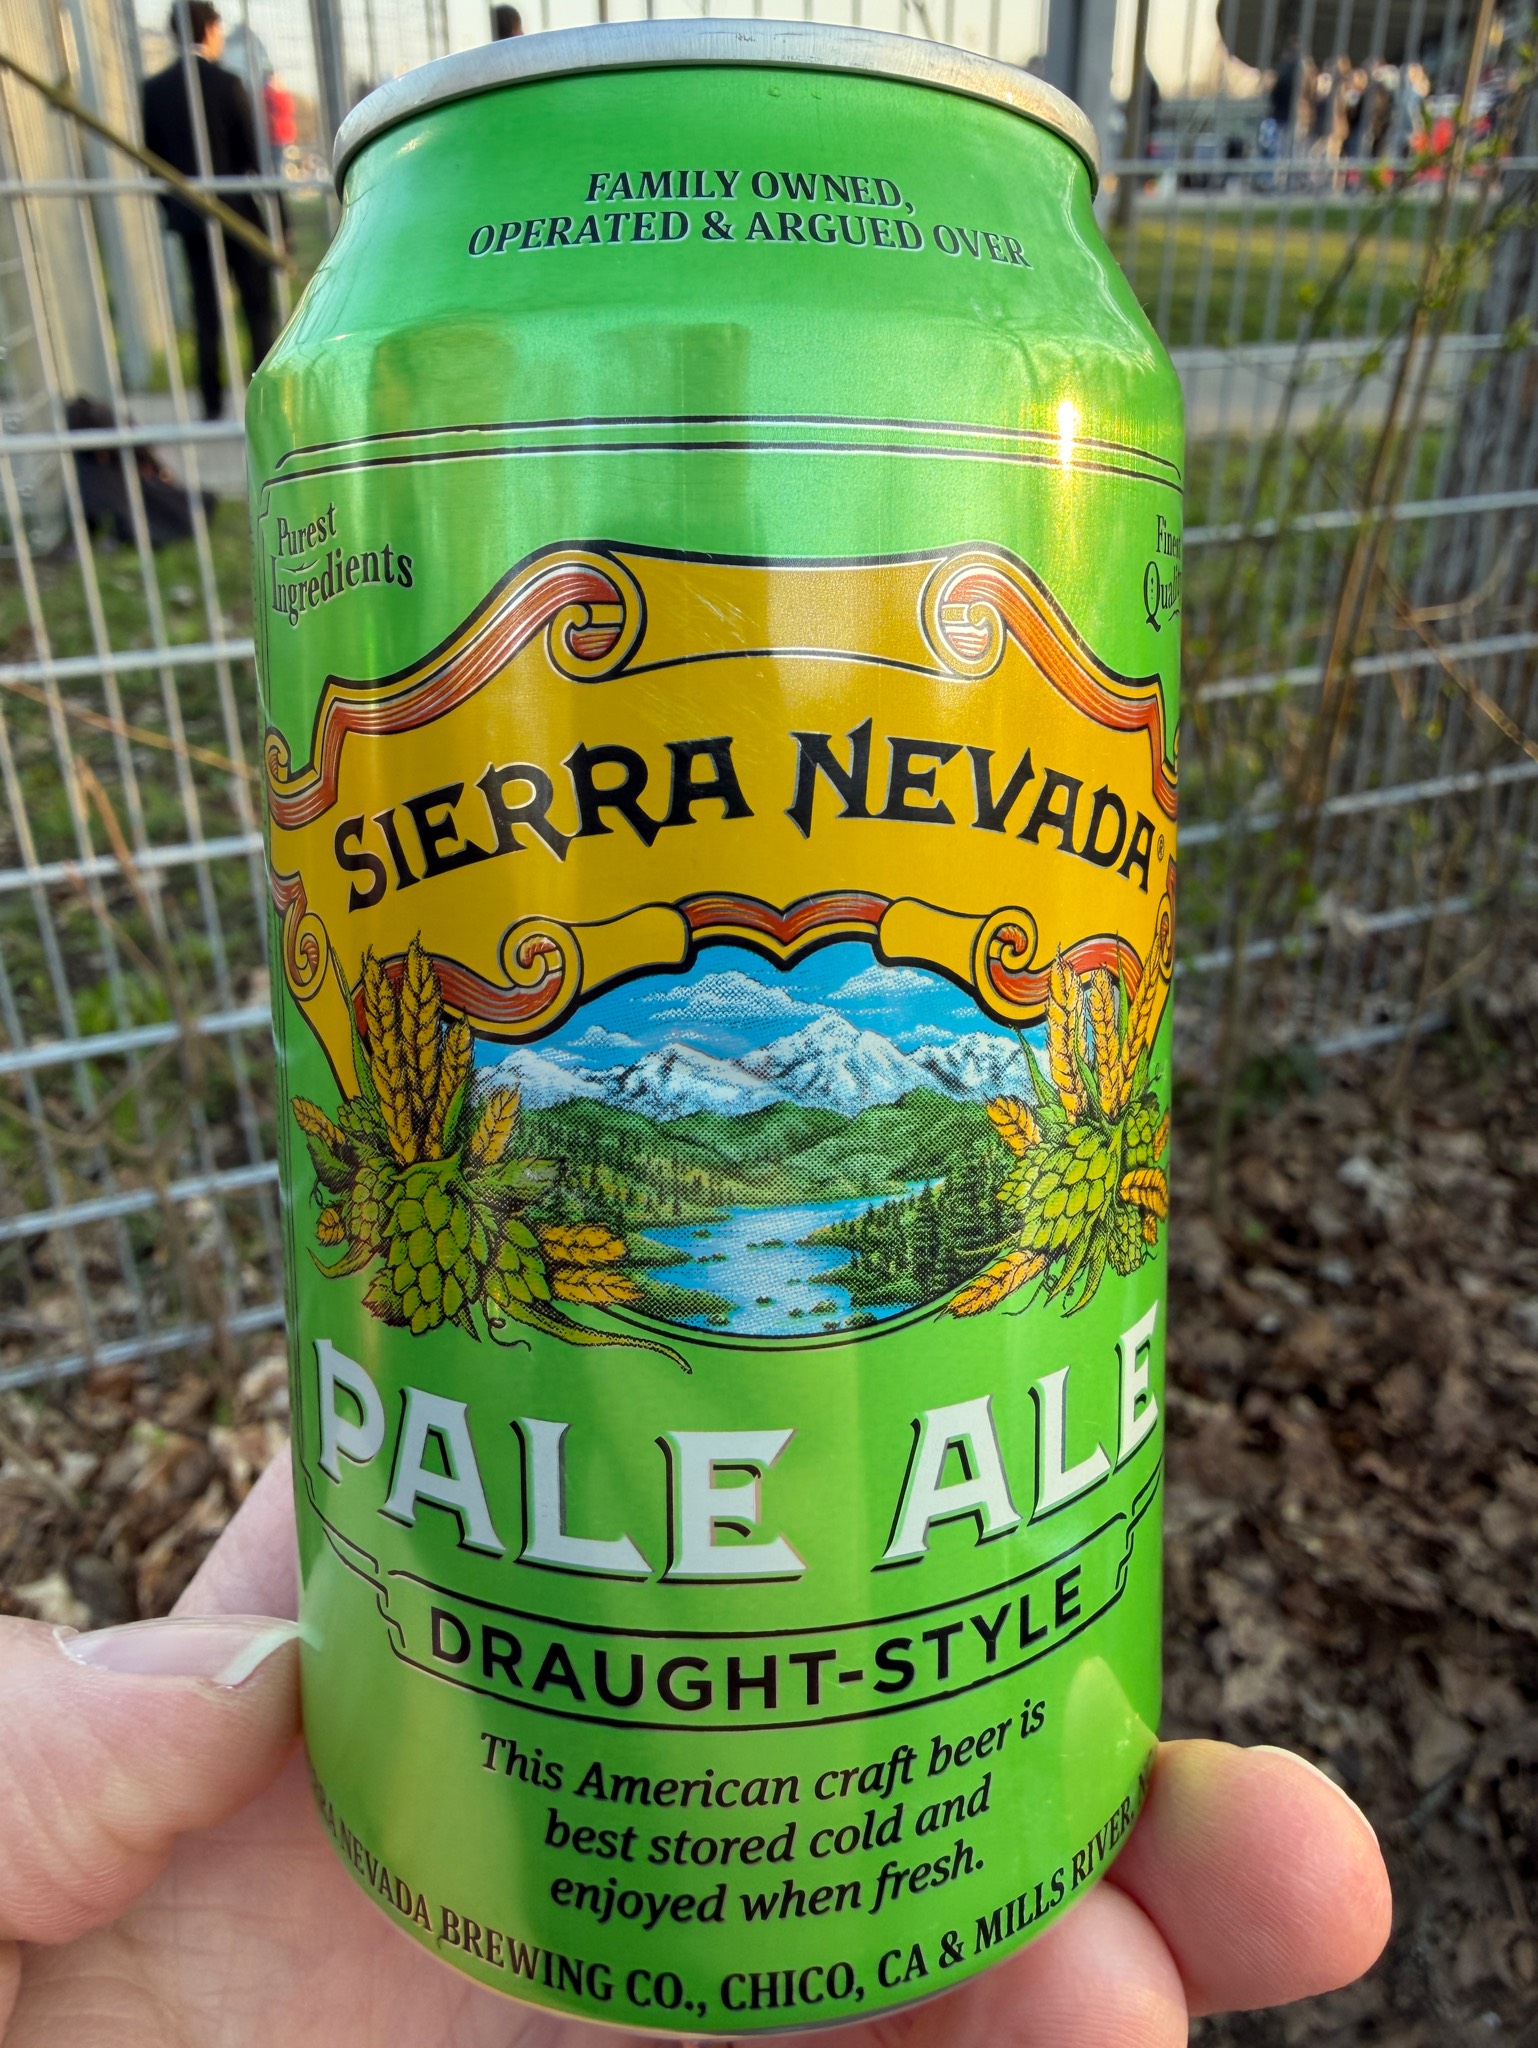 FAMILY OWNED,
OPERATED & ARGUED OVER
Purest
Ingredients
SIERRA NEVADA®
PALE ALE
DRAUGHT-STYLE
This American craft beer is
best stored cold and
enjoyed when fresh.
NEVADA BREWING CO., CHICO, CA & MILLS RIVER,